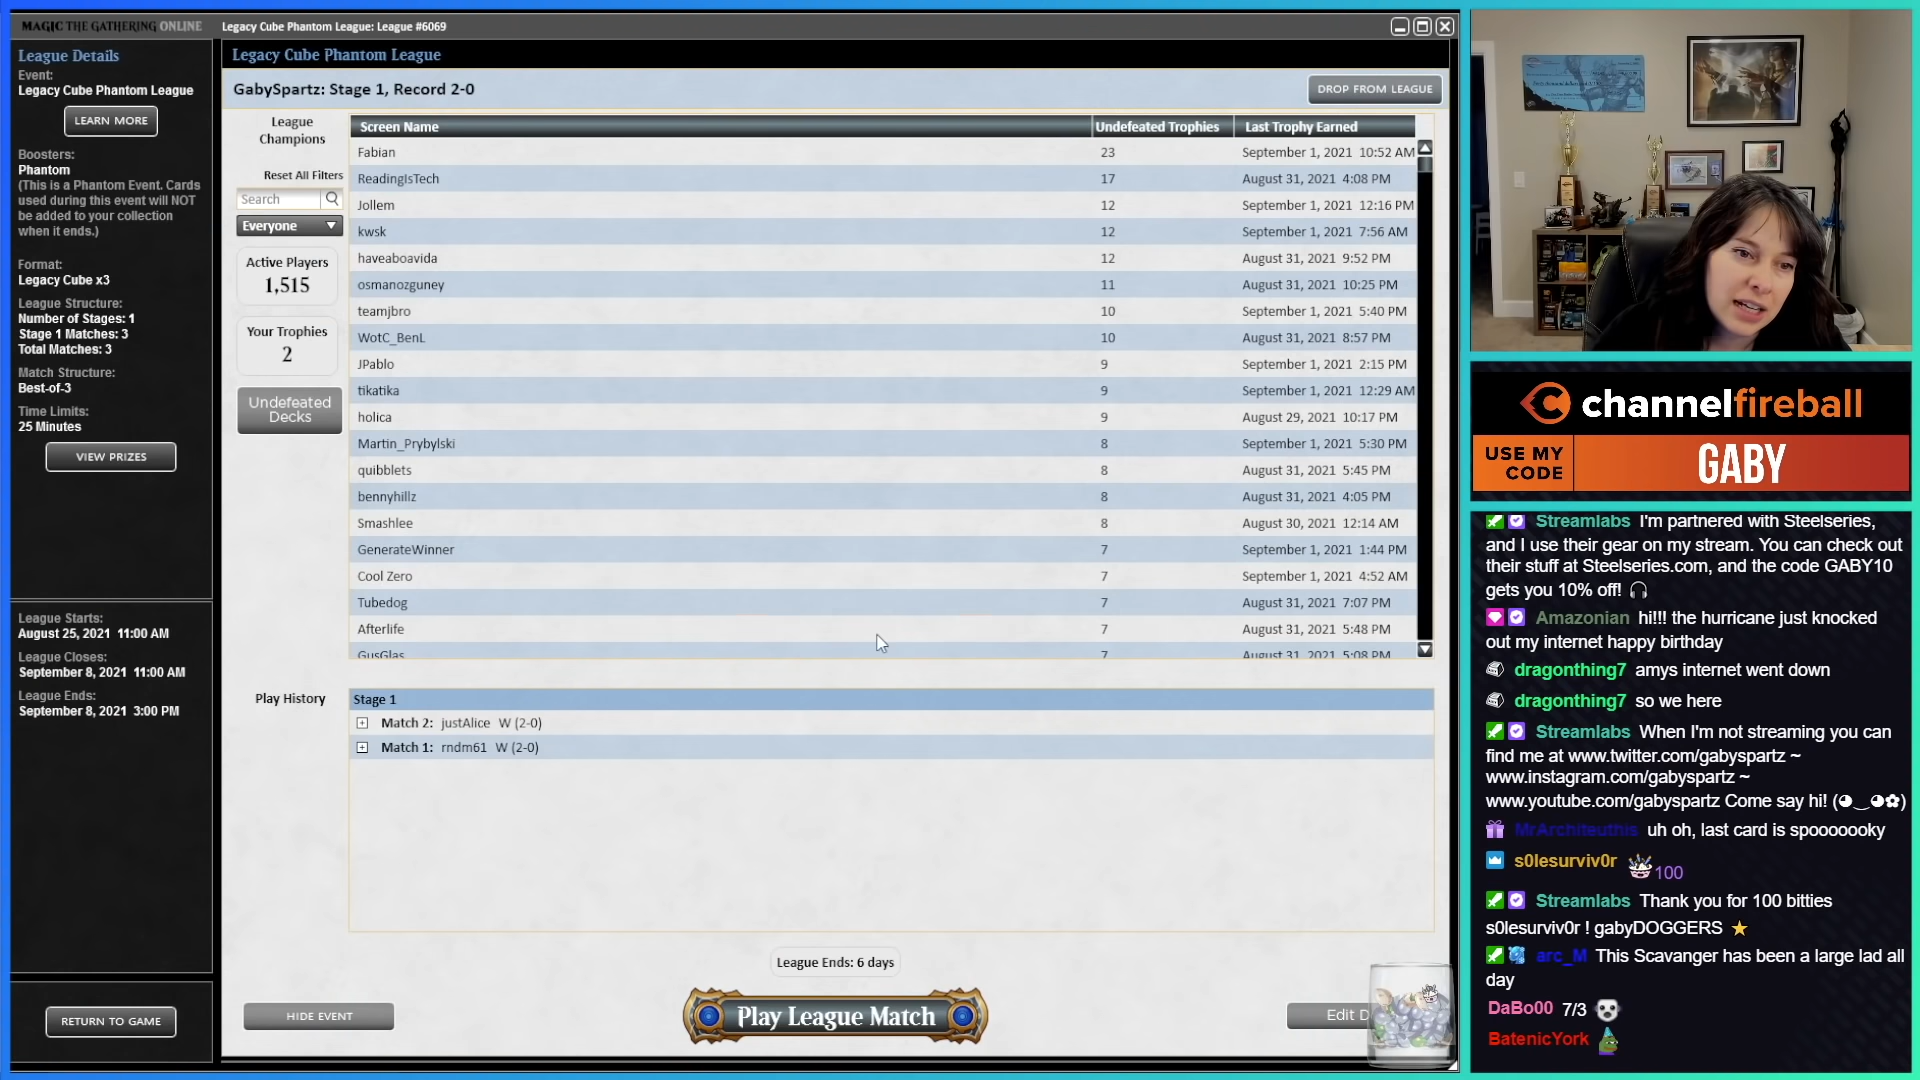 MAGIC THE GATHERING ONLINE
Legacy Cube Phantom League: League #6069
League Details
Event:
Legacy Cube Phantom League
LEARN MORE
Boosters:
Phantom
(This is a Phantom Event. Cards
used during this event will NOT
be added to your collection
when it ends.)
Format:
Legacy Cube x3
League Structure:
Number of Stages: 1
Stage 1 Matches: 3
Total Matches: 3
Match Structure:
Best-of-3
Time Limits:
25 Minutes
VIEW PRIZES
League Starts:
August 25, 2021 11:00 AM
League Closes:
September 8, 2021 11:00 AM
League Ends:
September 8, 2021 3:00 PM
RETURN TO GAME
Legacy Cube Phantom League
GabySpartz: Stage 1, Record 2-0
DROP FROM LEAGUE
League
Champions
Reset All Filters
Search
Everyone
Active Players
1,515
Your Trophies
2
Undefeated
Decks
Screen Name Undefeated Trophies Last Trophy Earned
Fabian 23 September 1, 2021 10:52 AM
ReadingIsTech 17 August 31, 2021 4:08 PM
Jollem 12 September 1, 2021 12:16 PM
kwsk 12 September 1, 2021 7:56 AM
haveaboavida 12 August 31, 2021 9:52 PM
osmanozguney 11 August 31, 2021 10:25 PM
teamjbro 10 September 1, 2021 5:40 PM
WotC_BenL 10 August 31, 2021 8:57 PM
JPablo 9 September 1, 2021 2:15 PM
tikatika 9 September 1, 2021 12:29 AM
holica 9 August 29, 2021 10:17 PM
Martin_Prybylski 8 September 1, 2021 5:30 PM
quibblets 8 August 31, 2021 5:45 PM
bennyhillz 8 August 31, 2021 4:05 PM
Smashlee 8 August 30, 2021 12:14 AM
GenerateWinner 7 September 1, 2021 1:44 PM
Cool Zero 7 September 1, 2021 4:52 AM
Tubedog 7 August 31, 2021 7:07 PM
Afterlife 7 August 31, 2021 5:48 PM
GusGlas 7 August 31, 2021 5:08 PM
Play History
Stage 1
Match 2: justAlice W (2-0)
Match 1: rndm61 W (2-0)
League Ends: 6 days
HIDE EVENT
Play League Match
Edit D
channelfireball
USE MY
CODE
GABY
Streamlabs I'm partnered with Steelseries,
and I use their gear on my stream. You can check out
their stuff at Steelseries.com, and the code GABY10
gets you 10% off! 🎧
Amazonian hi!!! the hurricane just knocked
out my internet happy birthday
dragonthing7 amys internet went down
dragonthing7 so we here
Streamlabs When I'm not streaming you can
find me at www.twitter.com/gabyspartz ~
www.instagram.com/gabyspartz ~
www.youtube.com/gabyspartz Come say hi! (◕‿◕✿)
MrArchiteuthis uh oh, last card is spooooooky
s0lesurviv0r 100
Streamlabs Thank you for 100 bitties
s0lesurviv0r ! gabyDOGGERS ⭐
arc_M This Scavanger has been a large lad all
day
DaBo00 7/3
BatenicYork